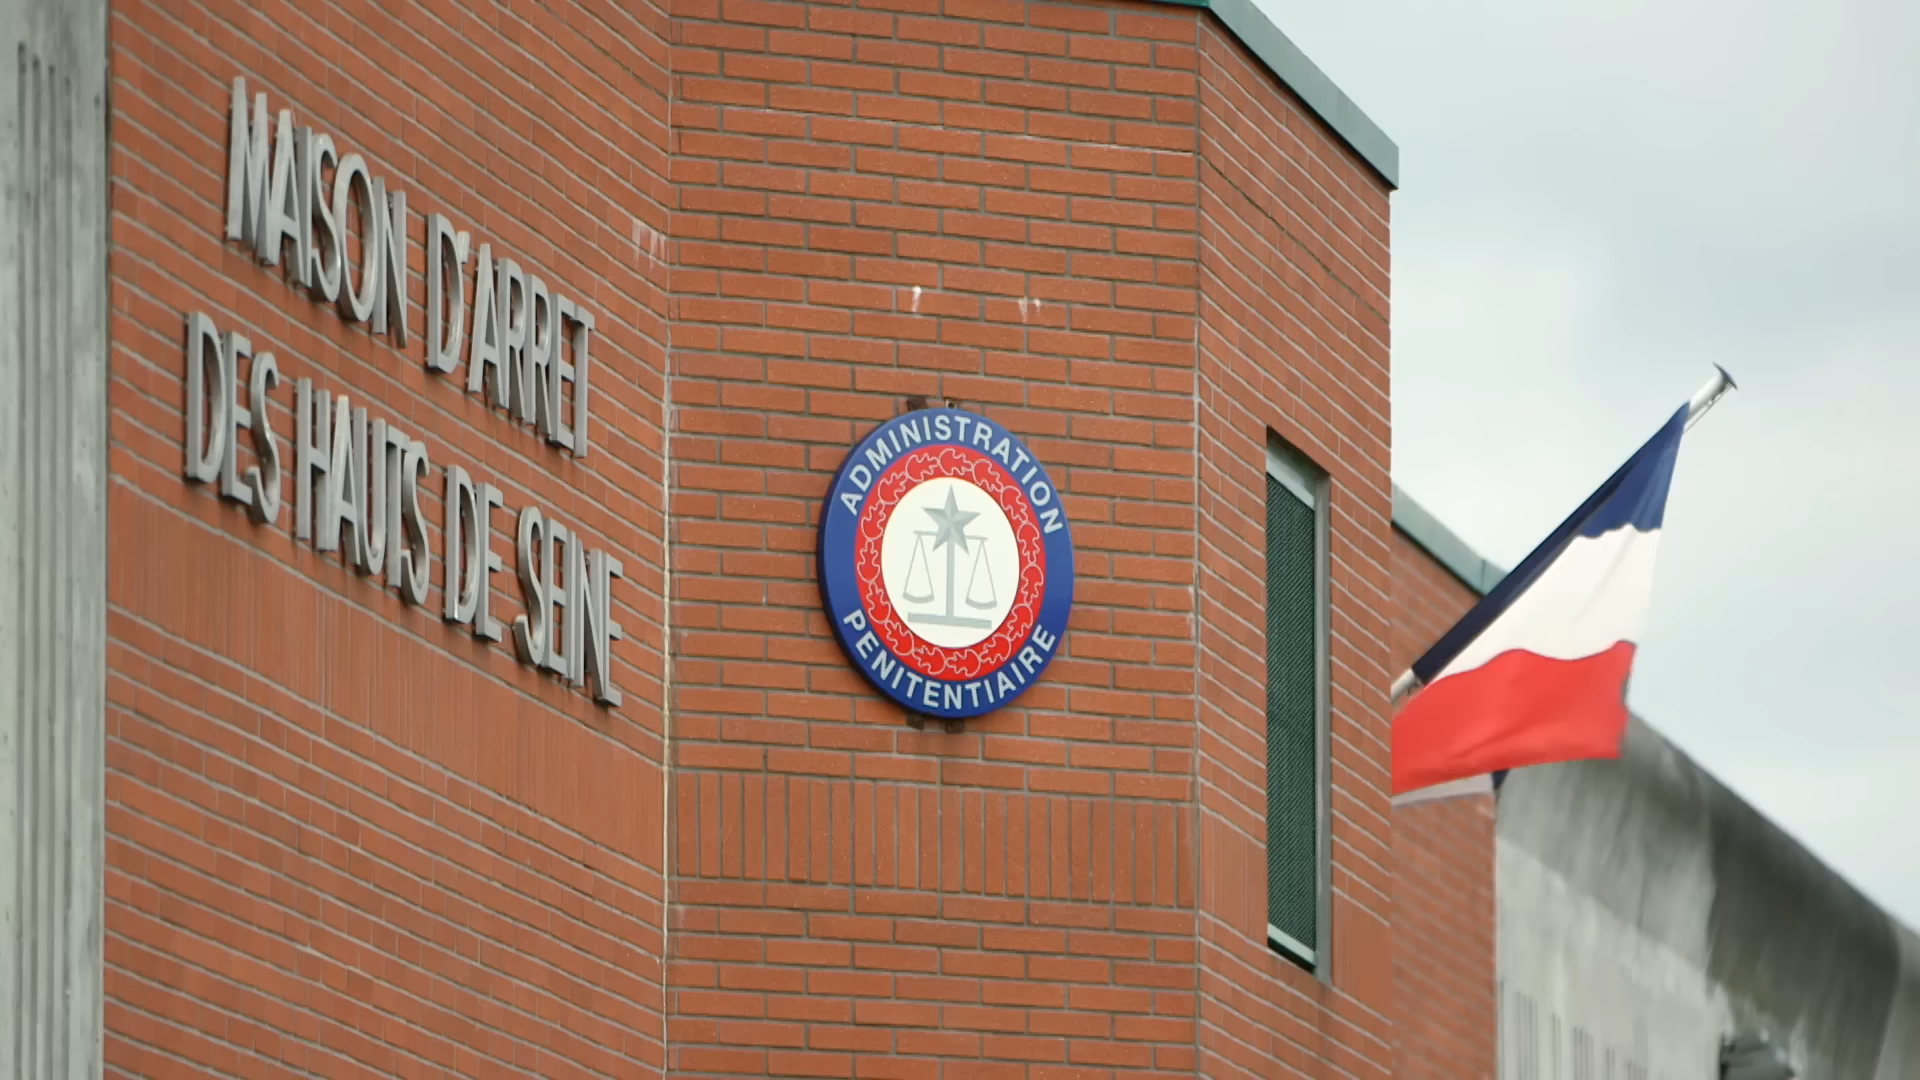 MAISON D'ARRET
DES HAUTS DE SEINE
ADMINISTRATION
PENITENTIAIRE